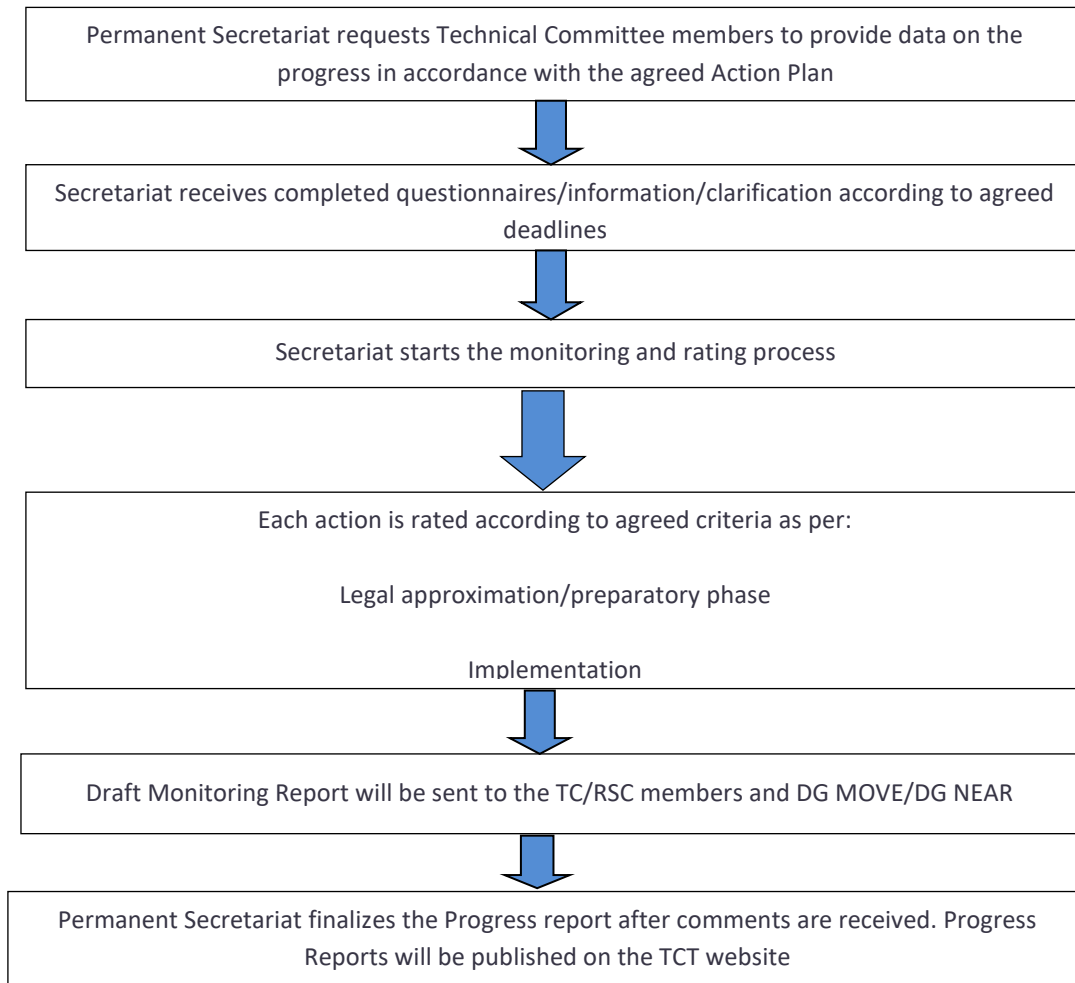 Permanent Secretariat requests Technical Committee members to provide data on the
progress in accordance with the agreed Action Plan
Secretariat receives completed questionnaires/information/clarification according to agreed
deadlines
Secretariat starts the monitoring and rating process
Each action is rated according to agreed criteria as per:
Legal approximation/preparatory phase
Implementation
Draft Monitoring Report will be sent to the TC/RSC members and DG MOVE/DG NEAR
Permanent Secretariat finalizes the Progress report after comments are received. Progress
Reports will be published on the TCT website